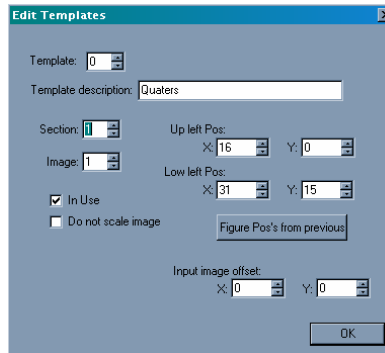 Edit Templates
Template: 0
Template description: Quaters
Section: 1
Up left Pos:
Image: 1
X: 16 Y: 0
Low left Pos:
In Use
X: 31 Y: 15
Do not scale image
Figure Pos's from previous
Input image offset:
X: 0 Y: 0
OK